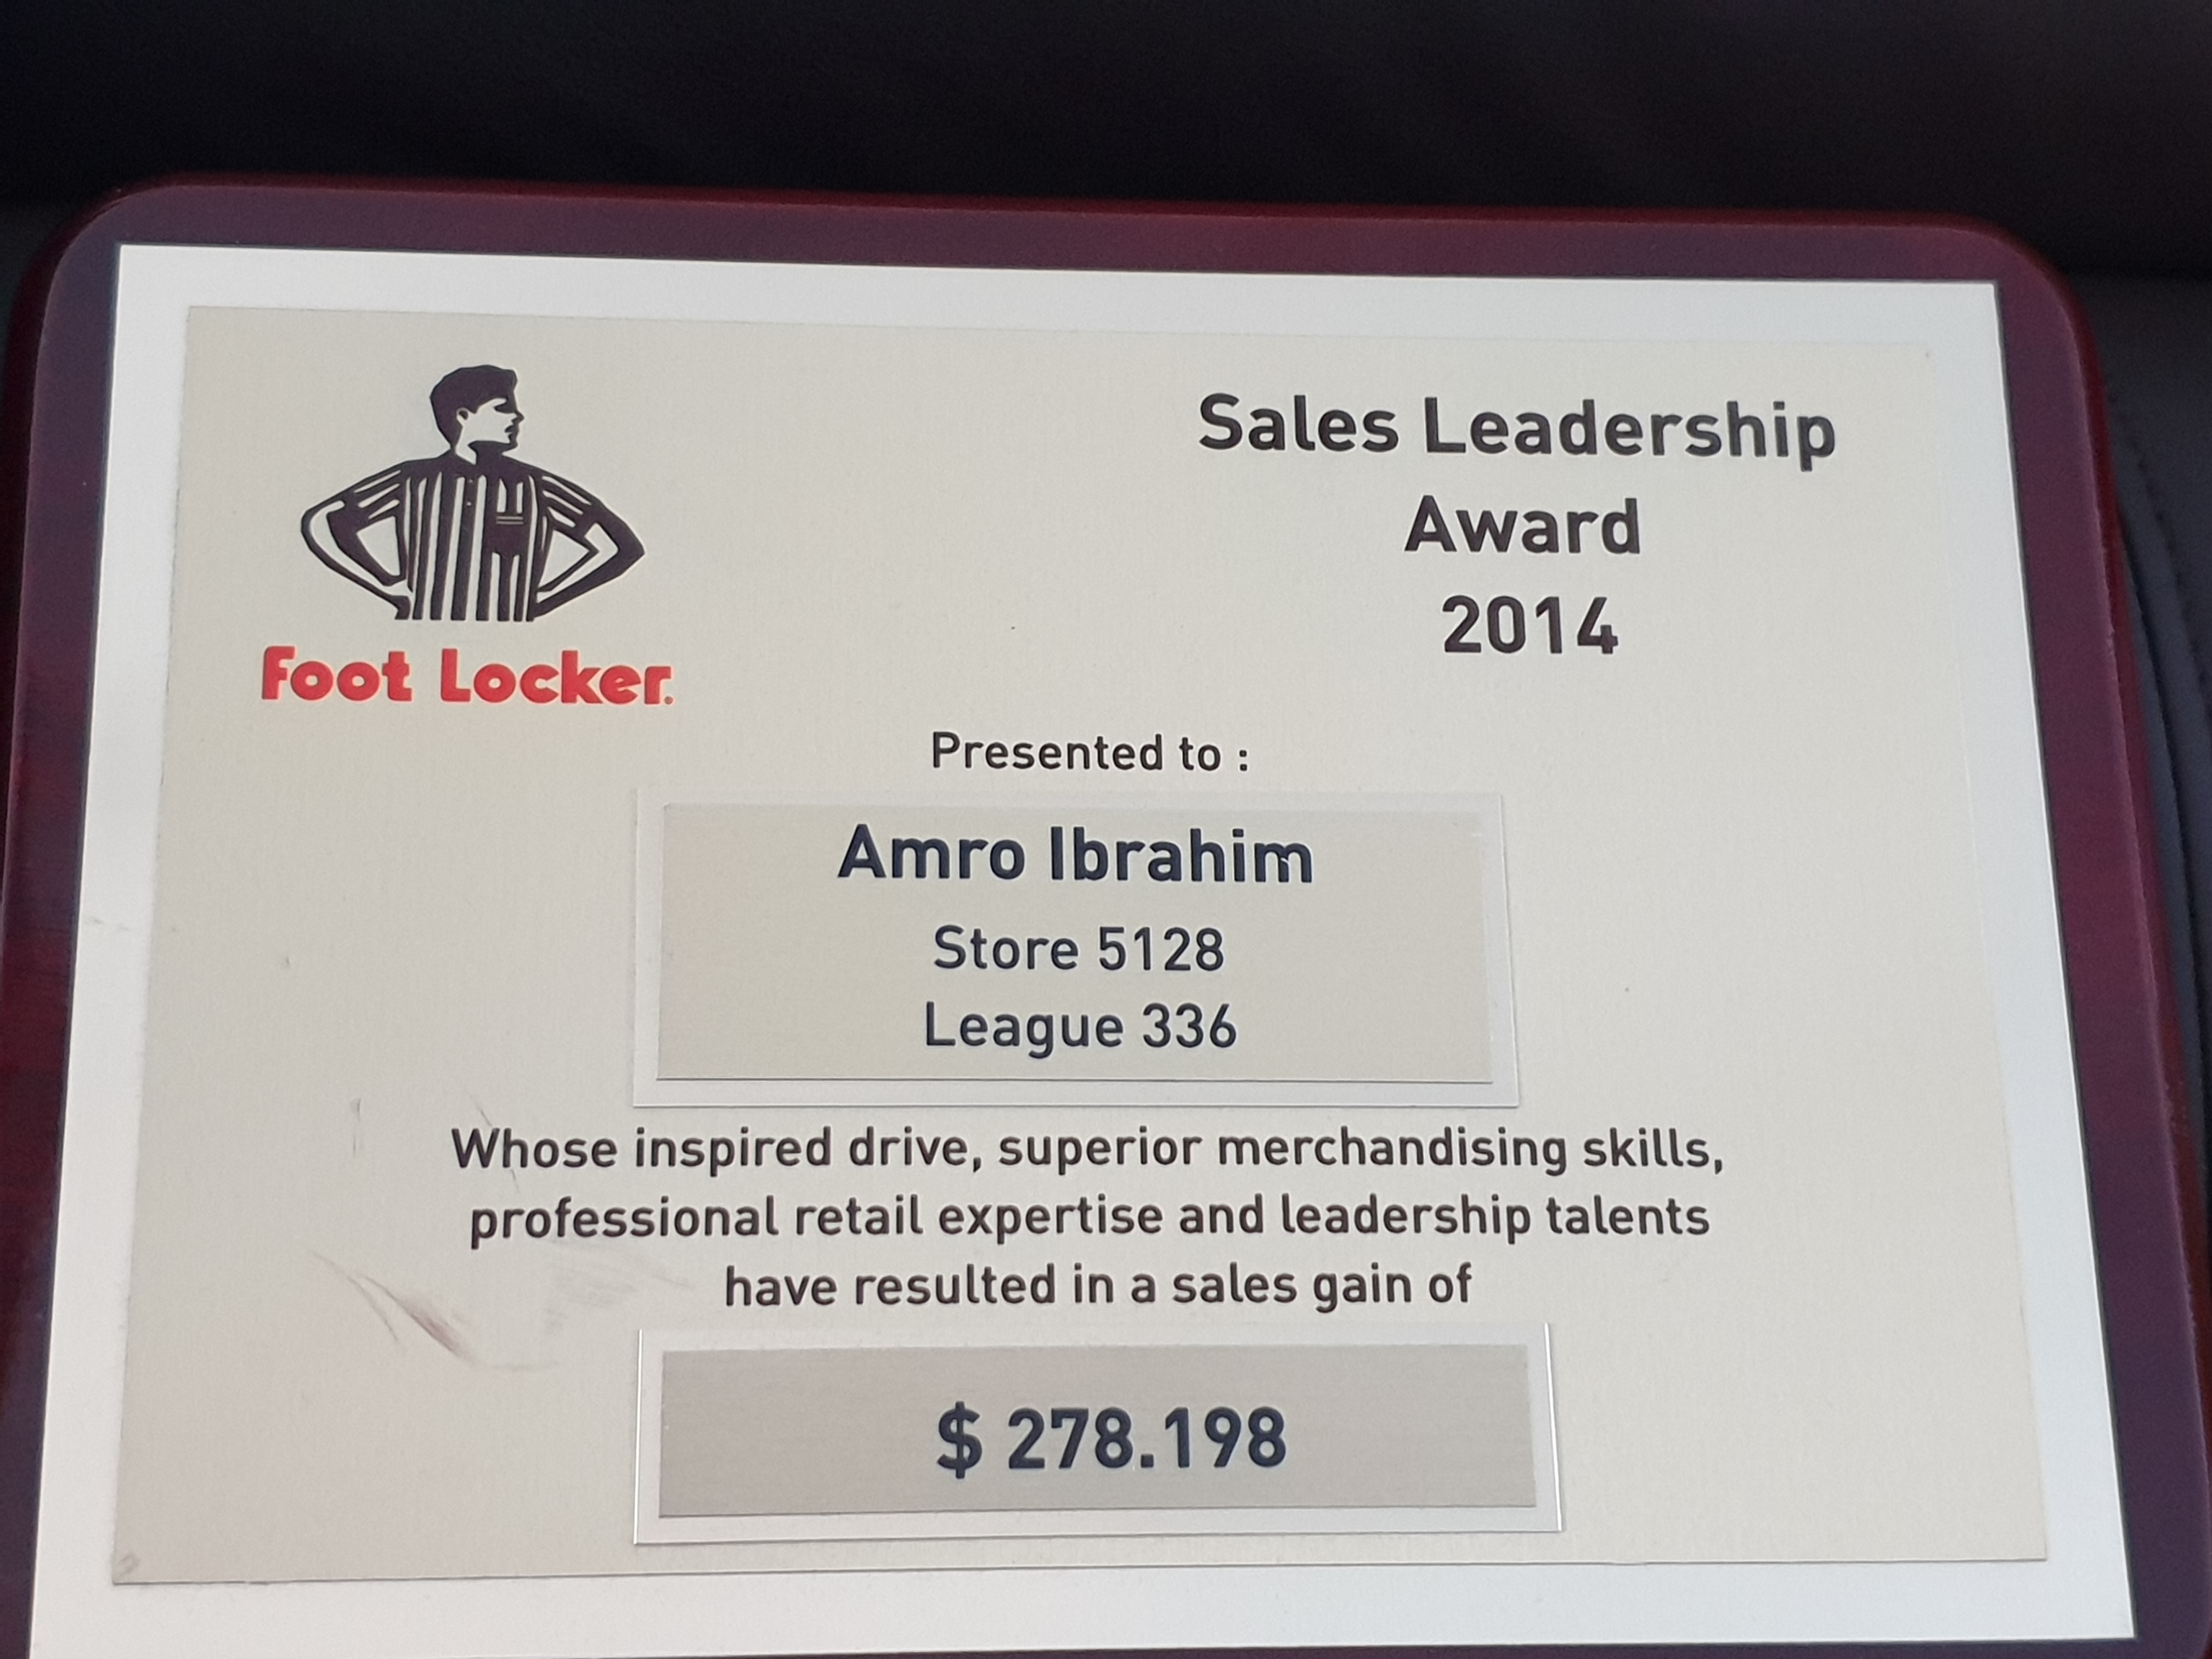 Sales Leadership
Award
2014
Foot Locker.
Presented to :
Amro Ibrahim
Store 5128
League 336
Whose inspired drive, superior merchandising skills,
professional retail expertise and leadership talents
have resulted in a sales gain of
$ 278.198